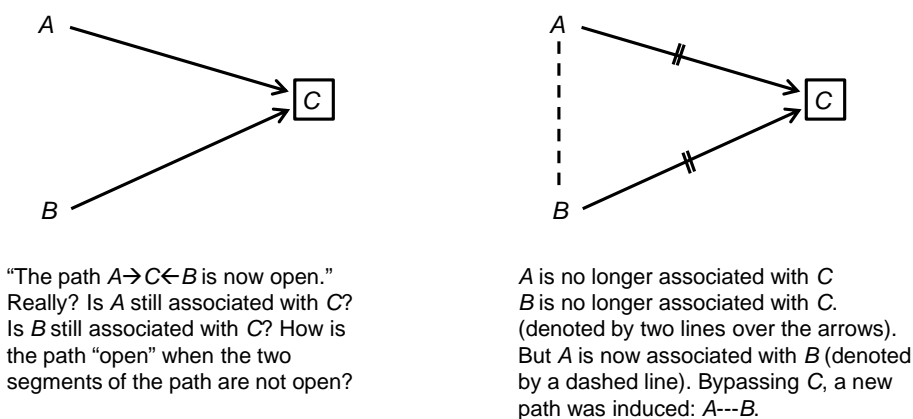 A
C
B
A
C
B
“The path A→C←B is now open.”
Really? Is A still associated with C?
Is B still associated with C? How is
the path “open” when the two
segments of the path are not open?
A is no longer associated with C
B is no longer associated with C.
(denoted by two lines over the arrows).
But A is now associated with B (denoted
by a dashed line). Bypassing C, a new
path was induced: A---B.